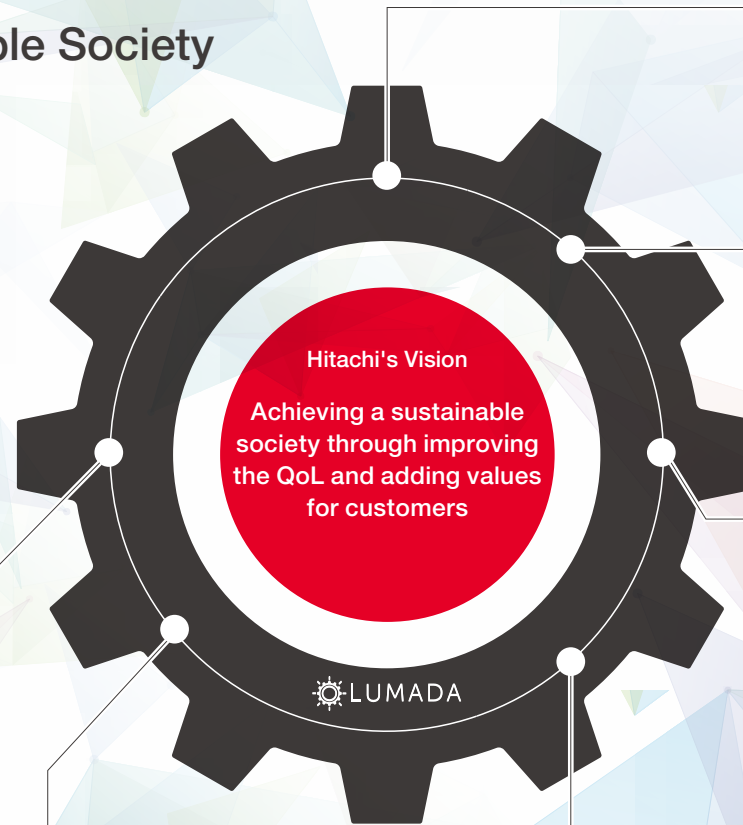 ble Society
Hitachi's Vision
Achieving a sustainable
society through improving
the QoL and adding values
for customers
LUMADA